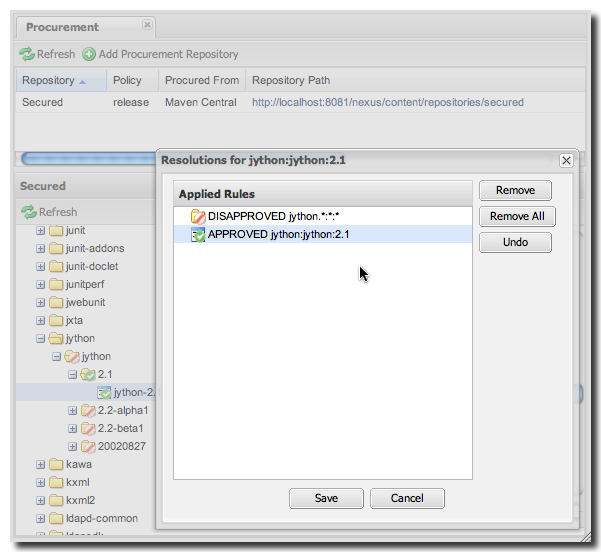 Procurement
Refresh Add Procurement Repository
Repository Policy Procured From Repository Path
Secured release Maven Central http://localhost:8081/nexus/content/repositories/secured
Resolutions for jython:jython:2.1
Secured
Refresh
junit
junit-addons
junit-doclet
junitperf
jwebunit
jxta
jython
jython
2.1
jython-2.1
2.2-alpha1
2.2-beta1
20020827
kawa
kxml
kxml2
ldapd-common
Applied Rules
DISAPPROVED jython.*:*:*
APPROVED jython:jython:2.1
Remove
Remove All
Undo
Save Cancel